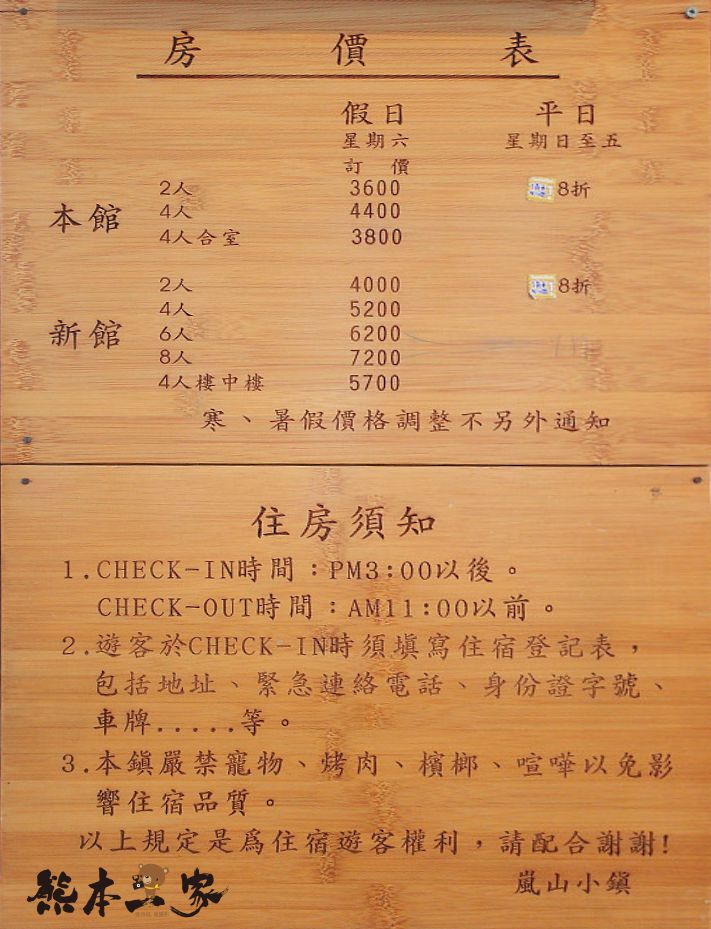 房價表
假日 平日
星期六 星期日至五
訂 價
2人 3600 8折
4人 4400
本館
4人合室 3800
2人 4000 8折
4人 5200
新館 6人 6200
8人 7200
4人樓中樓 5700
寒、暑假價格調整不另外通知
住房須知
1.CHECK-IN時間：PM3:00以後。
CHECK-OUT時間：AM11:00以前。
2.遊客於CHECK-IN時須填寫住宿登記表，
包括地址、緊急連絡電話、身份證字號、
車牌.....等。
3.本鎮嚴禁寵物、烤肉、檳榔、喧嘩以免影
響住宿品質。
以上規定是爲住宿遊客權利，請配合謝謝!
嵐山小鎮
熊本一家